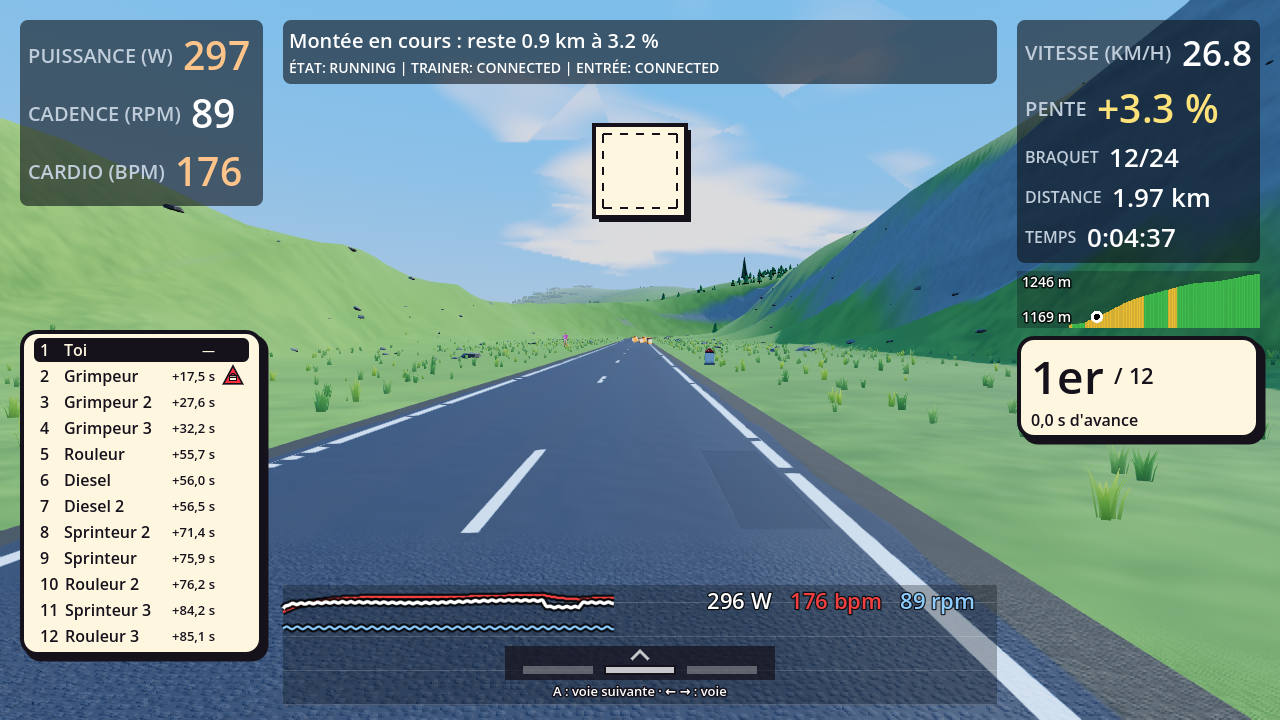 PUISSANCE (W) 297
CADENCE (RPM) 89
CARDIO (BPM) 176
Montée en cours : reste 0.9 km à 3.2 %
ÉTAT: RUNNING | TRAINER: CONNECTED | ENTRÉE: CONNECTED
VITESSE (KM/H) 26.8
PENTE +3.3 %
BRAQUET 12/24
DISTANCE 1.97 km
TEMPS 0:04:37
1246 m
1169 m
1er / 12
0,0 s d'avance
1 Toi —
2 Grimpeur +17,5 s
3 Grimpeur 2 +27,6 s
4 Grimpeur 3 +32,2 s
5 Rouleur +55,7 s
6 Diesel +56,0 s
7 Diesel 2 +56,5 s
8 Sprinteur 2 +71,4 s
9 Sprinteur +75,9 s
10 Rouleur 2 +76,2 s
11 Sprinteur 3 +84,2 s
12 Rouleur 3 +85,1 s
296 W 176 bpm 89 rpm
A : voie suivante · ← → : voie